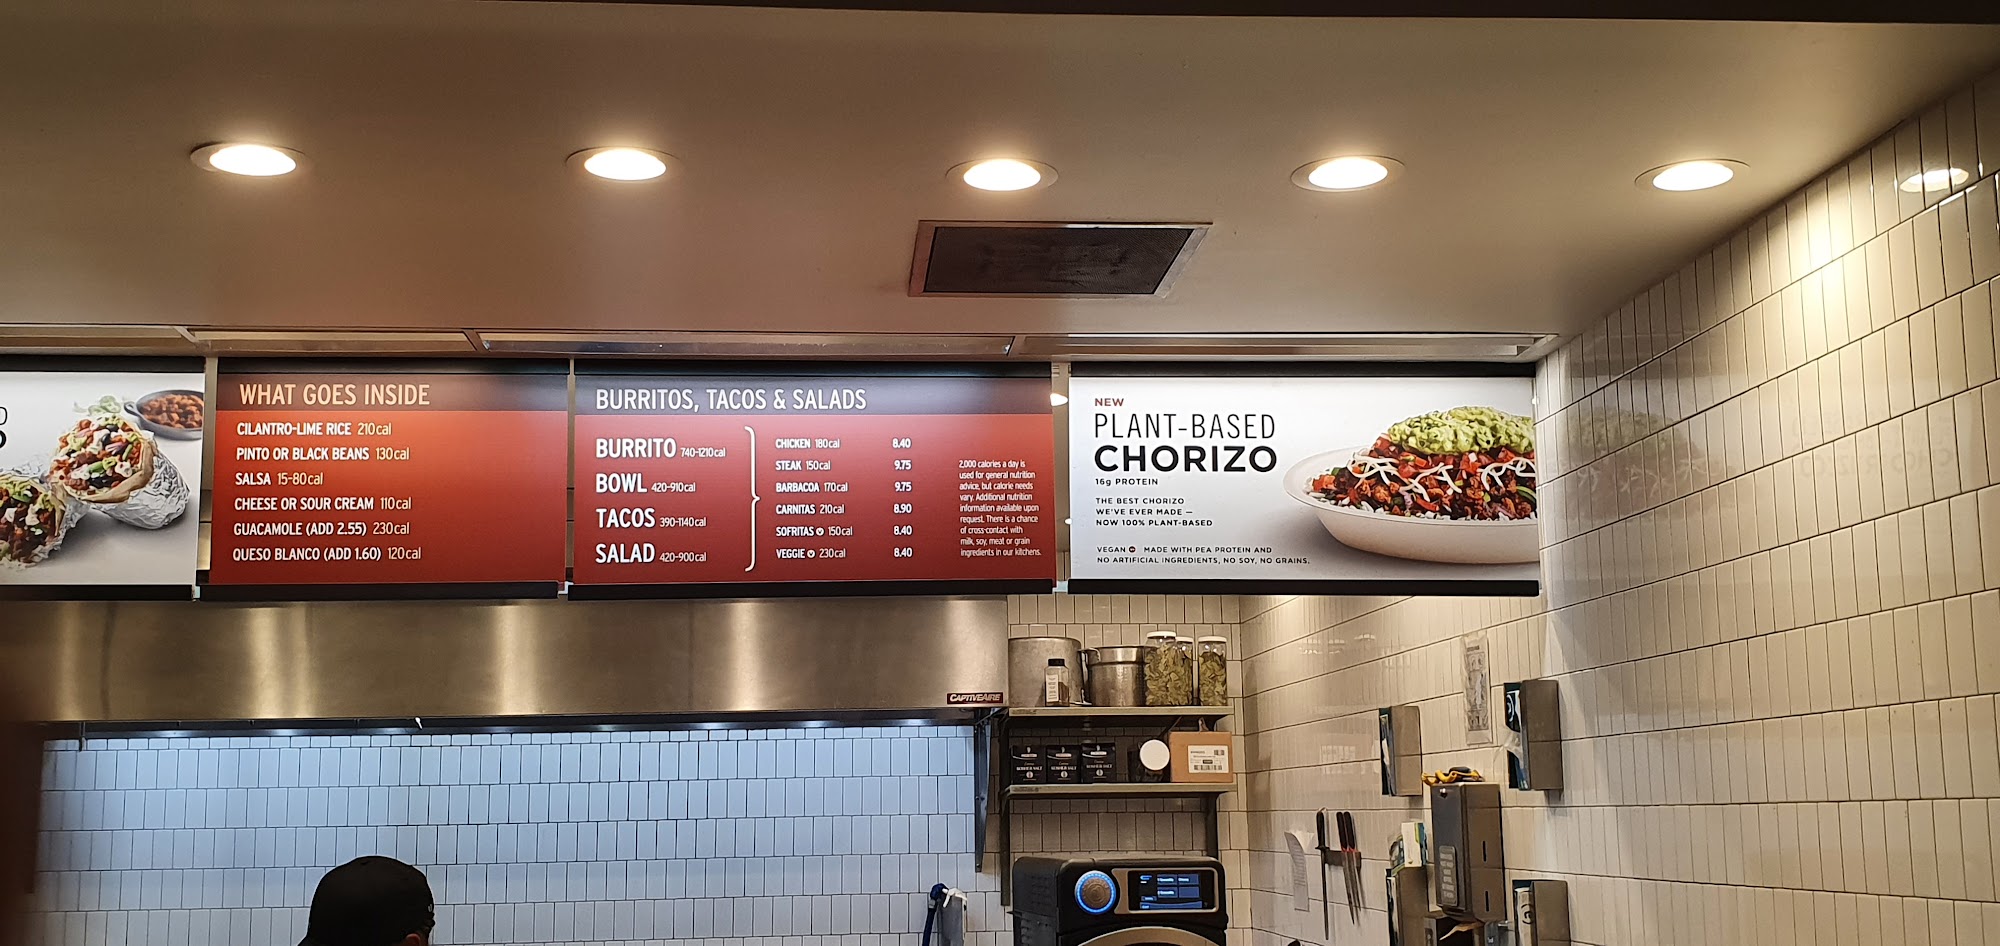 WHAT GOES INSIDE
CILANTRO-LIME RICE 210cal
PINTO OR BLACK BEANS 130cal
SALSA 15-80cal
CHEESE OR SOUR CREAM 110cal
GUACAMOLE (ADD 2.55) 230cal
QUESO BLANCO (ADD 1.60) 120cal
BURRITOS, TACOS & SALADS
BURRITO 740-1210cal
BOWL 420-910cal
TACOS 390-1140cal
SALAD 420-900cal
CHICKEN 180cal 8.40
STEAK 150cal 9.75
BARBACOA 170cal 9.75
CARNITAS 210cal 8.90
SOFRITAS 150cal 8.40
VEGGIE 230cal 8.40
2,000 calories a day is
used for general nutrition
advice, but calorie needs
vary. Additional nutrition
information available upon
request. There is a chance
of cross-contact with
milk, soy, meat or grain
ingredients in our kitchens.
NEW
PLANT-BASED
CHORIZO
16g PROTEIN
THE BEST CHORIZO
WE'VE EVER MADE —
NOW 100% PLANT-BASED
VEGAN MADE WITH PEA PROTEIN AND
NO ARTIFICIAL INGREDIENTS, NO SOY, NO GRAINS.
CAPTIVEAIRE
KOSHER SALT
KOSHER SALT
KOSHER SALT